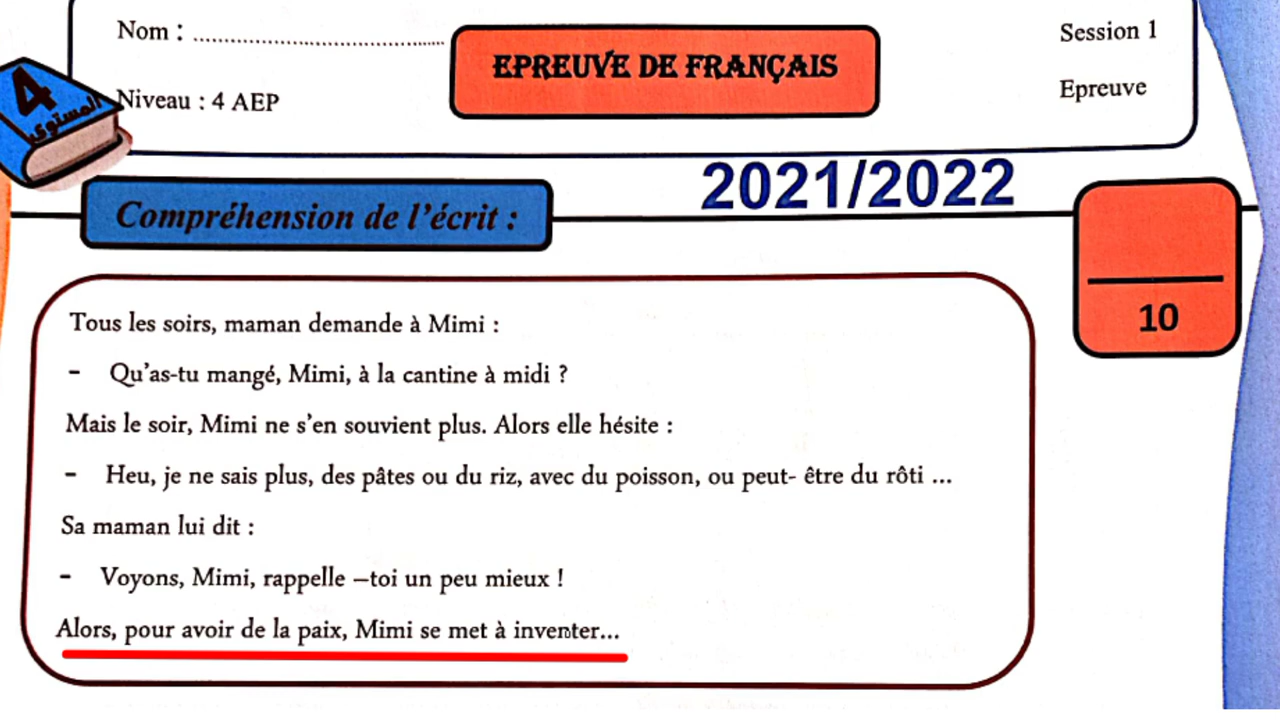 Nom : ......................................................
EPREUVE DE FRANÇAIS
Session 1
4
المستوى
Niveau : 4 AEP
Epreuve
2021/2022
Compréhension de l'écrit :
10
Tous les soirs, maman demande à Mimi :
- Qu'as-tu mangé, Mimi, à la cantine à midi ?
Mais le soir, Mimi ne s'en souvient plus. Alors elle hésite :
- Heu, je ne sais plus, des pâtes ou du riz, avec du poisson, ou peut- être du rôti ...
Sa maman lui dit :
- Voyons, Mimi, rappelle –toi un peu mieux !
Alors, pour avoir de la paix, Mimi se met à inventer...